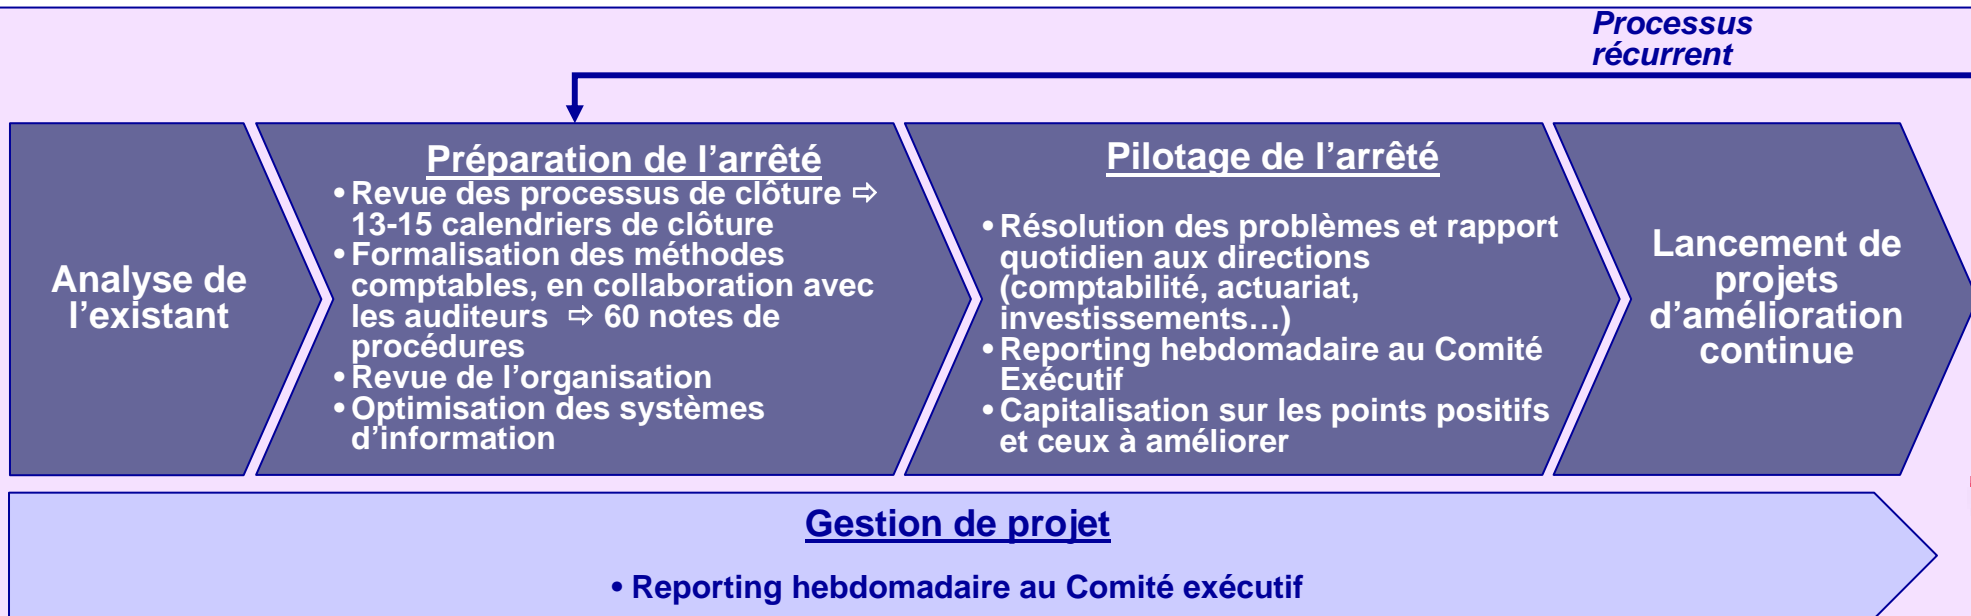 Processus
récurrent
Analyse de
l’existant
Préparation de l’arrêté
• Revue des processus de clôture ⇨
13-15 calendriers de clôture
• Formalisation des méthodes
comptables, en collaboration avec
les auditeurs ⇨ 60 notes de
procédures
• Revue de l’organisation
• Optimisation des systèmes
d’information
Pilotage de l’arrêté
• Résolution des problèmes et rapport
quotidien aux directions
(comptabilité, actuariat,
investissements…)
• Reporting hebdomadaire au Comité
Exécutif
• Capitalisation sur les points positifs
et ceux à améliorer
Lancement de
projets
d’amélioration
continue
Gestion de projet
• Reporting hebdomadaire au Comité exécutif